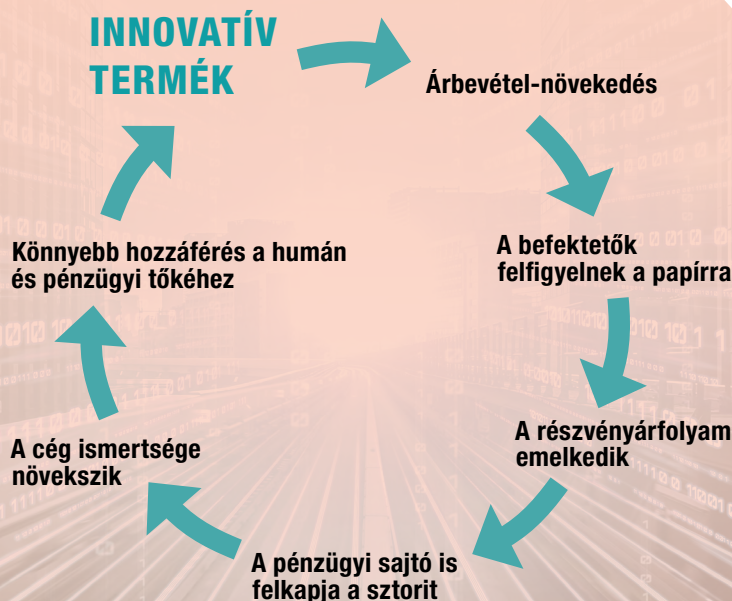 INNOVATÍV
TERMÉK
Árbevétel-növekedés
A befektetők
felfigyelnek a papírra
A részvényárfolyam
emelkedik
A pénzügyi sajtó is
felkapja a sztorit
A cég ismertsége
növekszik
Könnyebb hozzáférés a humán
és pénzügyi tőkéhez